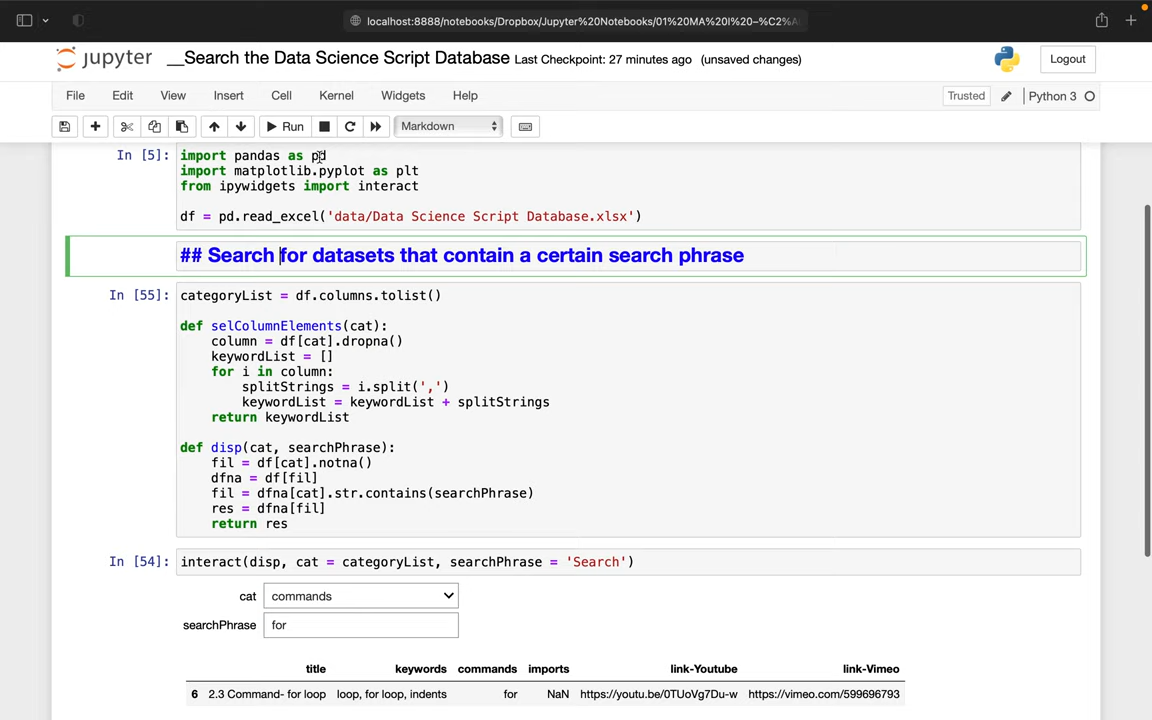 localhost:8888/notebooks/Dropbox/Jupyter%20Notebooks/01%20MA%20I%20–%C2%A
jupyter __Search the Data Science Script Database Last Checkpoint: 27 minutes ago (unsaved changes) Logout
File Edit View Insert Cell Kernel Widgets Help Trusted Python 3
Run Markdown
In [5]: import pandas as pd
import matplotlib.pyplot as plt
from ipywidgets import interact
df = pd.read_excel('data/Data Science Script Database.xlsx')
## Search for datasets that contain a certain search phrase
In [55]: categoryList = df.columns.tolist()
def selColumnElements(cat):
column = df[cat].dropna()
keywordList = []
for i in column:
splitStrings = i.split(',')
keywordList = keywordList + splitStrings
return keywordList
def disp(cat, searchPhrase):
fil = df[cat].notna()
dfna = df[fil]
fil = dfna[cat].str.contains(searchPhrase)
res = dfna[fil]
return res
In [54]: interact(disp, cat = categoryList, searchPhrase = 'Search')
cat commands
searchPhrase for
title keywords commands imports link-Youtube link-Vimeo
6 2.3 Command- for loop loop, for loop, indents for NaN https://youtu.be/0TUoVg7Du-w https://vimeo.com/599696793